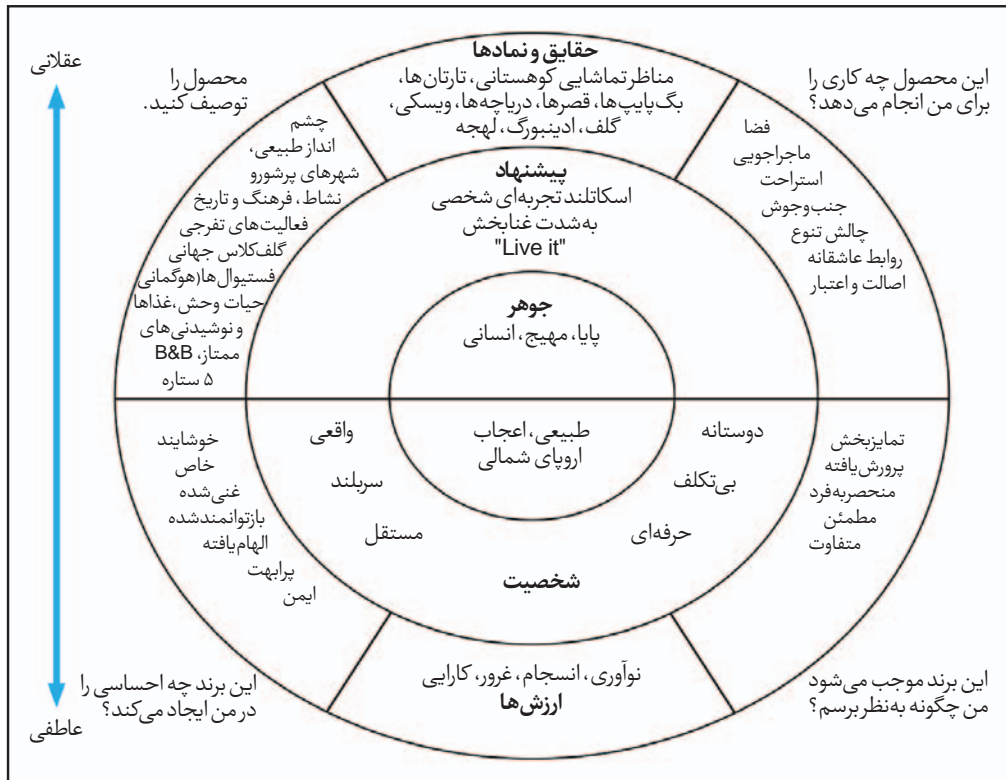 عقلانی
این محصول چه کاری را
برای من انجام می‌دهد؟
حقایق و نمادها
مناظر تماشایی کوهستانی، تارتان‌ها،
بگ‌پایپ‌ها، قصرها، دریاچه‌ها، ویسکی،
گلف، ادینبورگ، لهجه
محصول را
توصیف کنید.
فضا
ماجراجویی
استراحت
جنب‌وجوش
چالش تنوع
روابط عاشقانه
اصالت و اعتبار
پیشنهاد
اسکاتلند تجربه‌ای شخصی
به‌شدت غنابخش
"Live it"
چشم
انداز طبیعی،
شهرهای پرشورو
نشاط، فرهنگ و تاریخ
فعالیت‌های تفرجی
گلف‌کلاس جهانی
فستیوال‌ها(هوگمانی
حیات وحش،غذاها
و نوشیدنی‌های
ممتاز، B&B
۵ ستاره
جوهر
پایا، مهیج، انسانی
طبیعی، اعجاب
اروپای شمالی
تمایزبخش
پرورش‌یافته
منحصربه‌فرد
مطمئن
متفاوت
دوستانه
بی‌تکلف
حرفه‌ای
واقعی
سربلند
مستقل
شخصیت
خوشایند
خاص
غنی‌شده
بازتوانمندشده
الهام‌یافته
پرابهت
ایمن
نوآوری، انسجام، غرور، کارایی
ارزش‌ها
این برند موجب می‌شود
من چگونه به‌نظر برسم؟
این برند چه احساسی را
در من ایجاد می‌کند؟
عاطفی